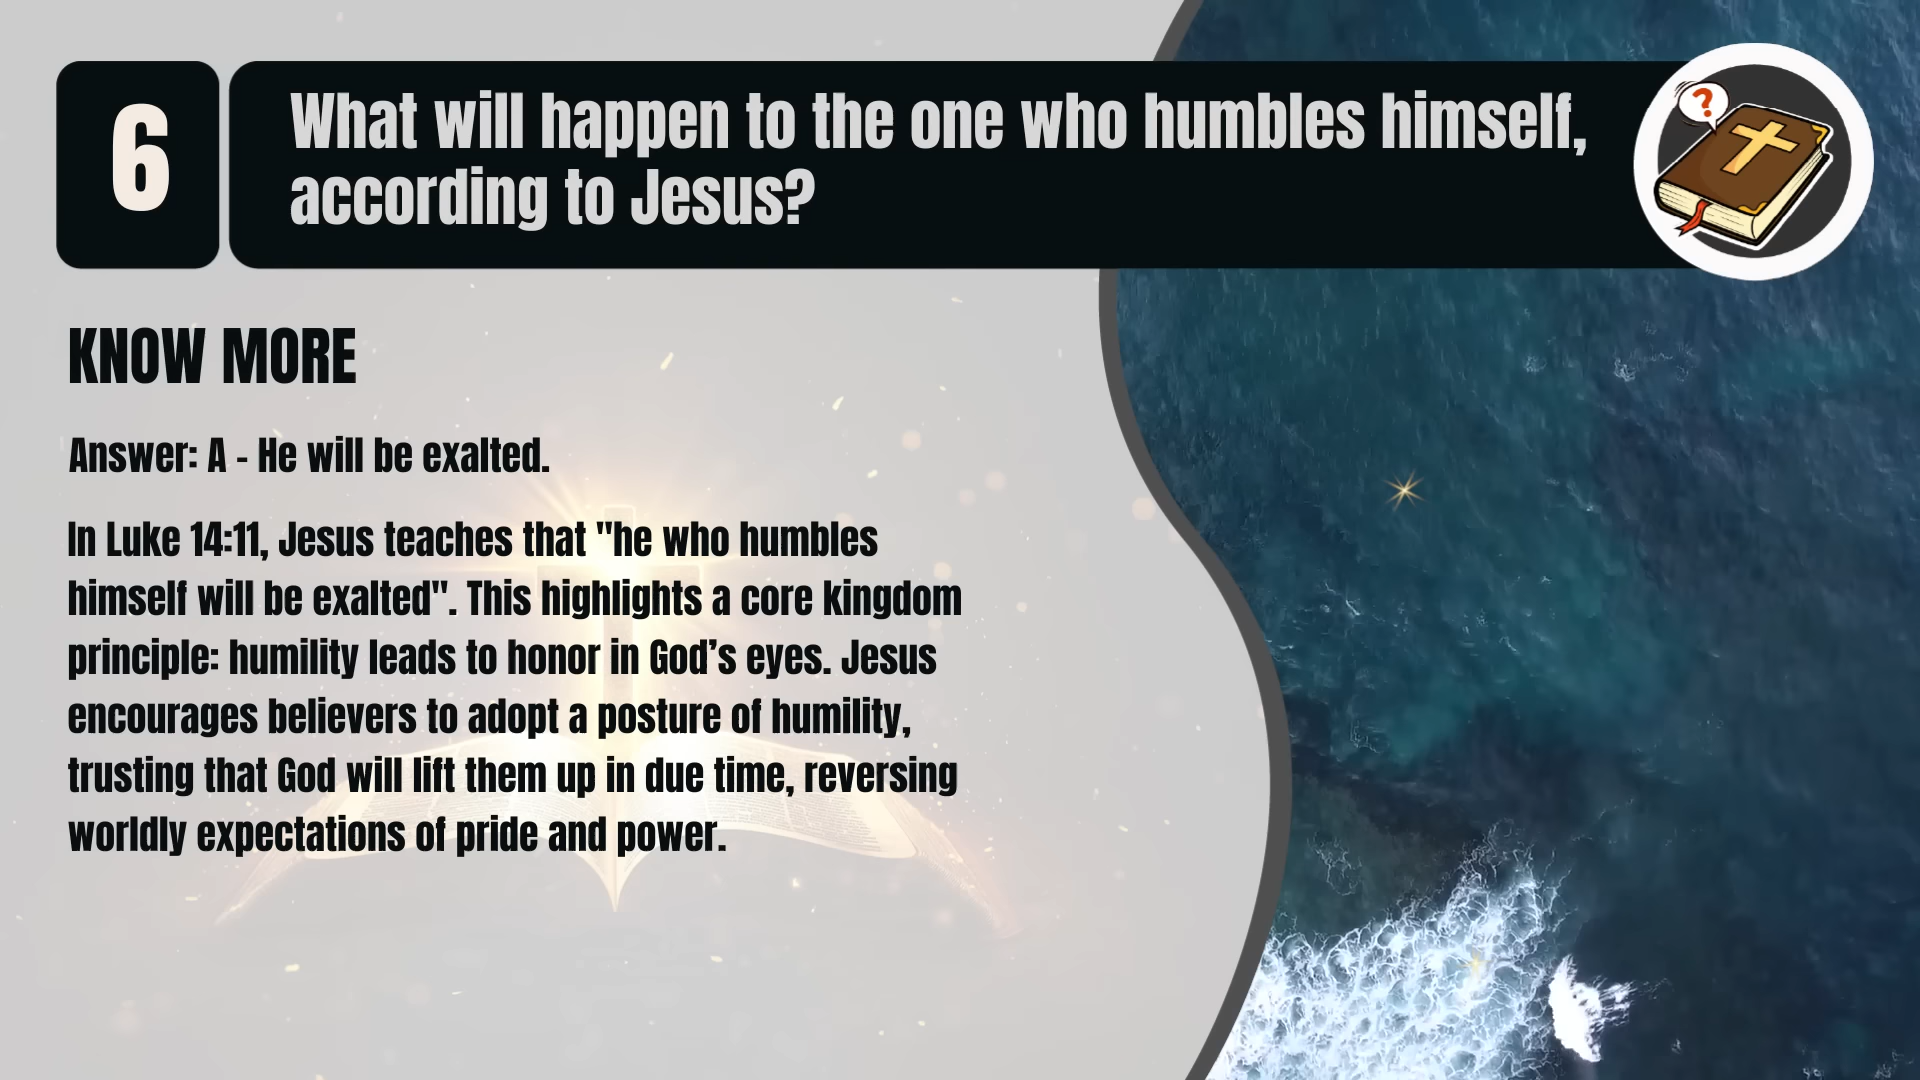 6
What will happen to the one who humbles himself,
according to Jesus?
?
KNOW MORE
Answer: A - He will be exalted.
In Luke 14:11, Jesus teaches that "he who humbles
himself will be exalted". This highlights a core kingdom
principle: humility leads to honor in God’s eyes. Jesus
encourages believers to adopt a posture of humility,
trusting that God will lift them up in due time, reversing
worldly expectations of pride and power.